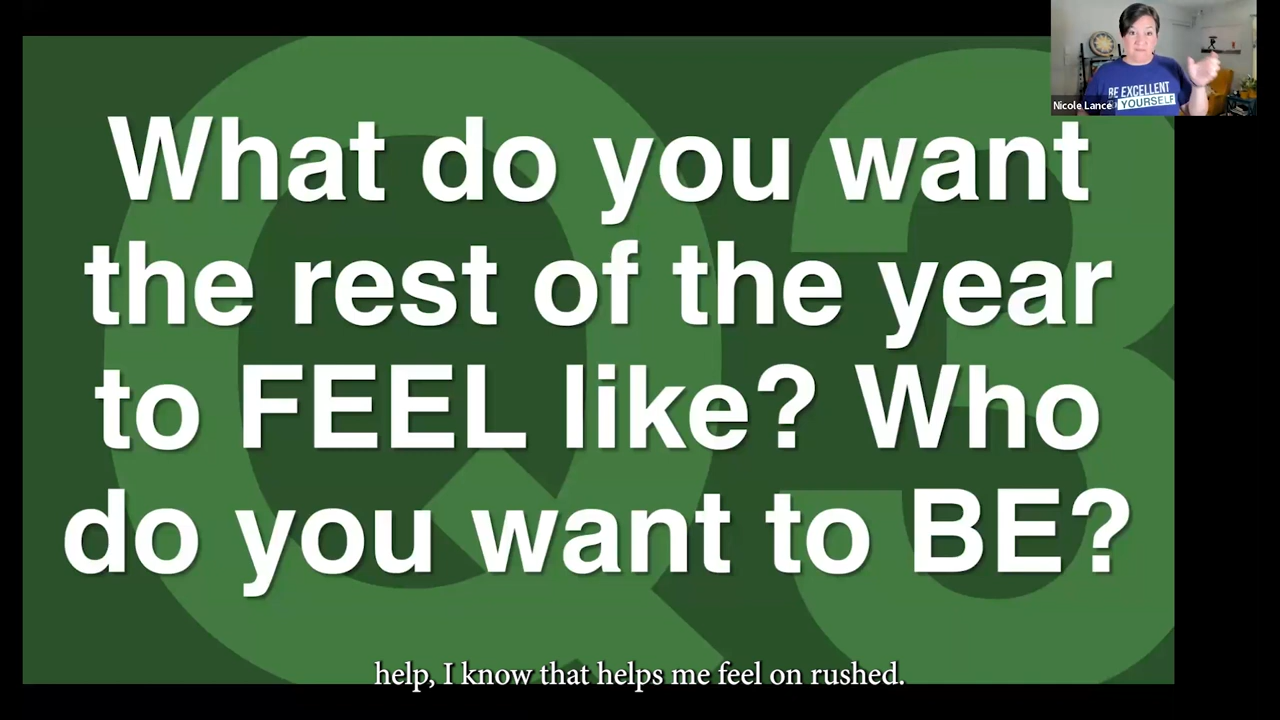 BE EXCELLENT
YOURSELF
Nicole Lance
What do you want
the rest of the year
to FEEL like? Who
do you want to BE?
Q3
help, I know that helps me feel on rushed.